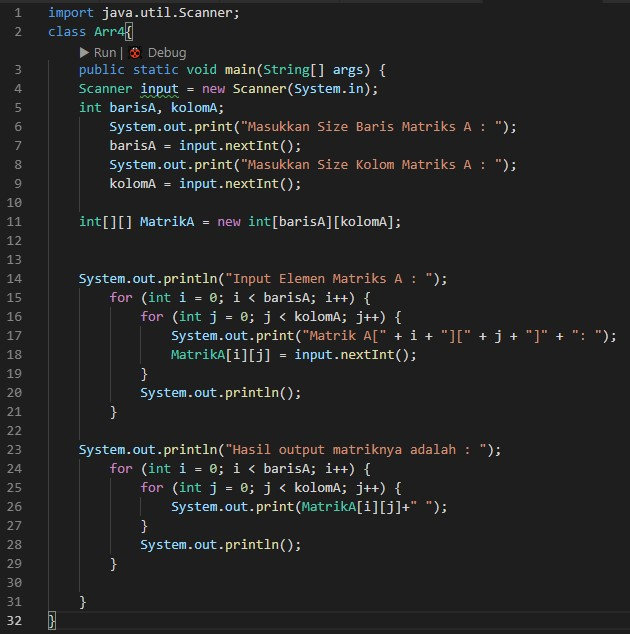 1 import java.util.Scanner;
2 class Arr4{
Run | Debug
3 public static void main(String[] args) {
4 Scanner input = new Scanner(System.in);
5 int barisA, kolomA;
6 System.out.print("Masukkan Size Baris Matriks A : ");
7 barisA = input.nextInt();
8 System.out.print("Masukkan Size Kolom Matriks A : ");
9 kolomA = input.nextInt();
10
11 int[][] MatrikA = new int[barisA][kolomA];
12
13
14 System.out.println("Input Elemen Matriks A : ");
15 for (int i = 0; i < barisA; i++) {
16 for (int j = 0; j < kolomA; j++) {
17 System.out.print("Matrik A[" + i + "][" + j + "]" + ": ");
18 MatrikA[i][j] = input.nextInt();
19 }
20 System.out.println();
21 }
22
23 System.out.println("Hasil output matriknya adalah : ");
24 for (int i = 0; i < barisA; i++) {
25 for (int j = 0; j < kolomA; j++) {
26 System.out.print(MatrikA[i][j]+" ");
27 }
28 System.out.println();
29 }
30
31 }
32 }